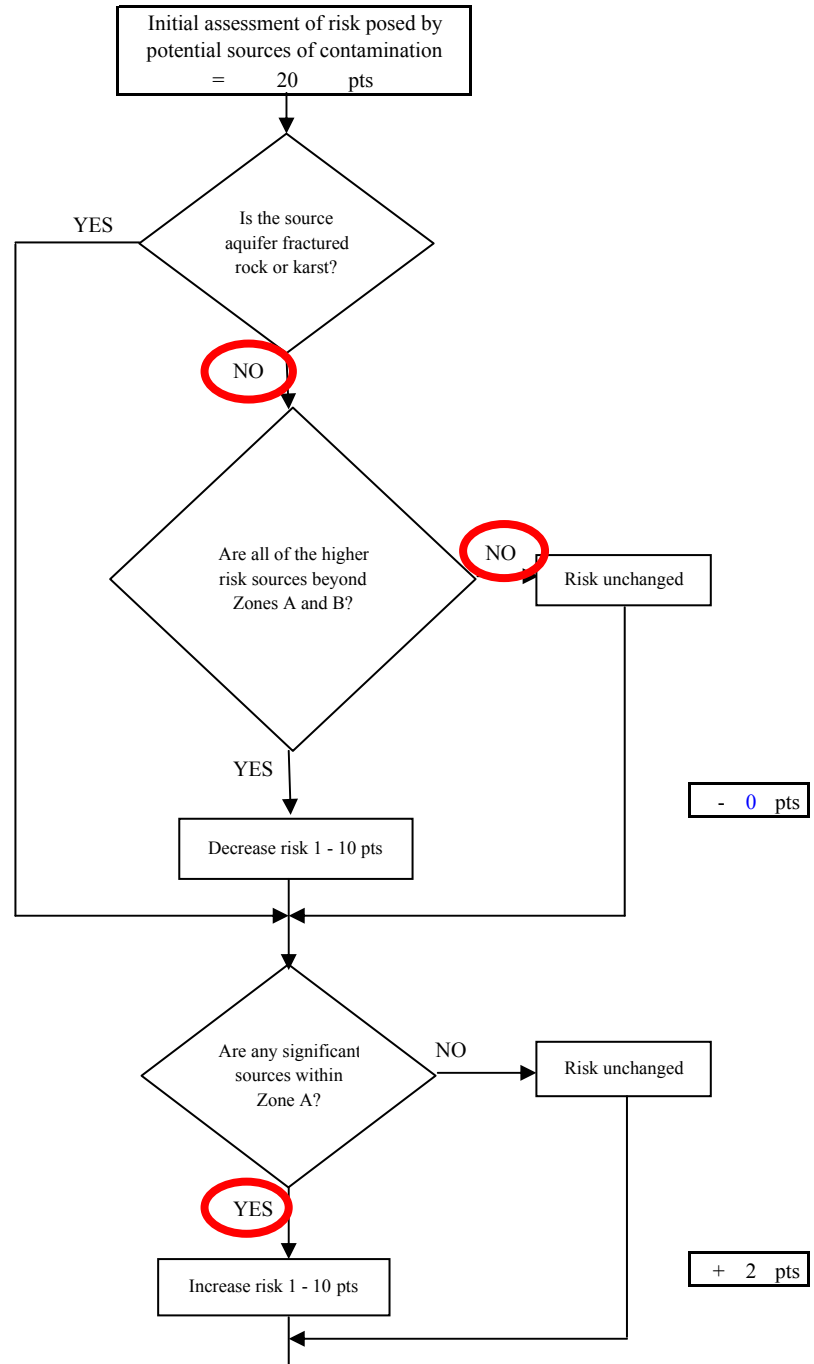 Initial assessment of risk posed by
potential sources of contamination
= 20 pts
YES
Is the source
aquifer fractured
rock or karst?
NO
Are all of the higher
risk sources beyond
Zones A and B?
NO
Risk unchanged
YES
- 0 pts
Decrease risk 1 - 10 pts
Are any significant
sources within
Zone A?
NO
Risk unchanged
YES
+ 2 pts
Increase risk 1 - 10 pts